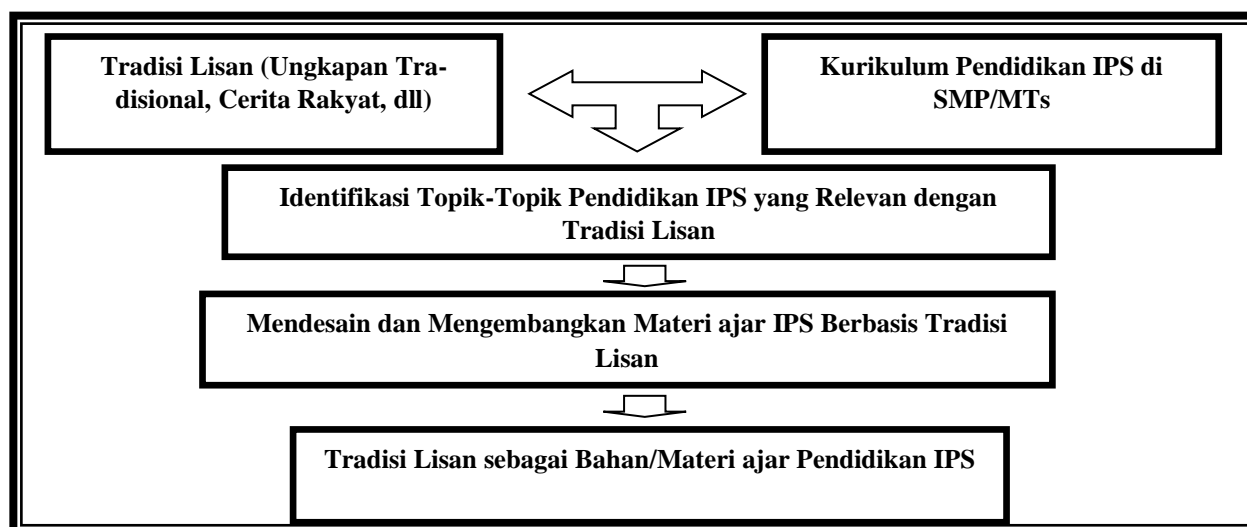 Tradisi Lisan (Ungkapan Tra-
disional, Cerita Rakyat, dll)
Kurikulum Pendidikan IPS di
SMP/MTs
Identifikasi Topik-Topik Pendidikan IPS yang Relevan dengan
Tradisi Lisan
Mendesain dan Mengembangkan Materi ajar IPS Berbasis Tradisi
Lisan
Tradisi Lisan sebagai Bahan/Materi ajar Pendidikan IPS